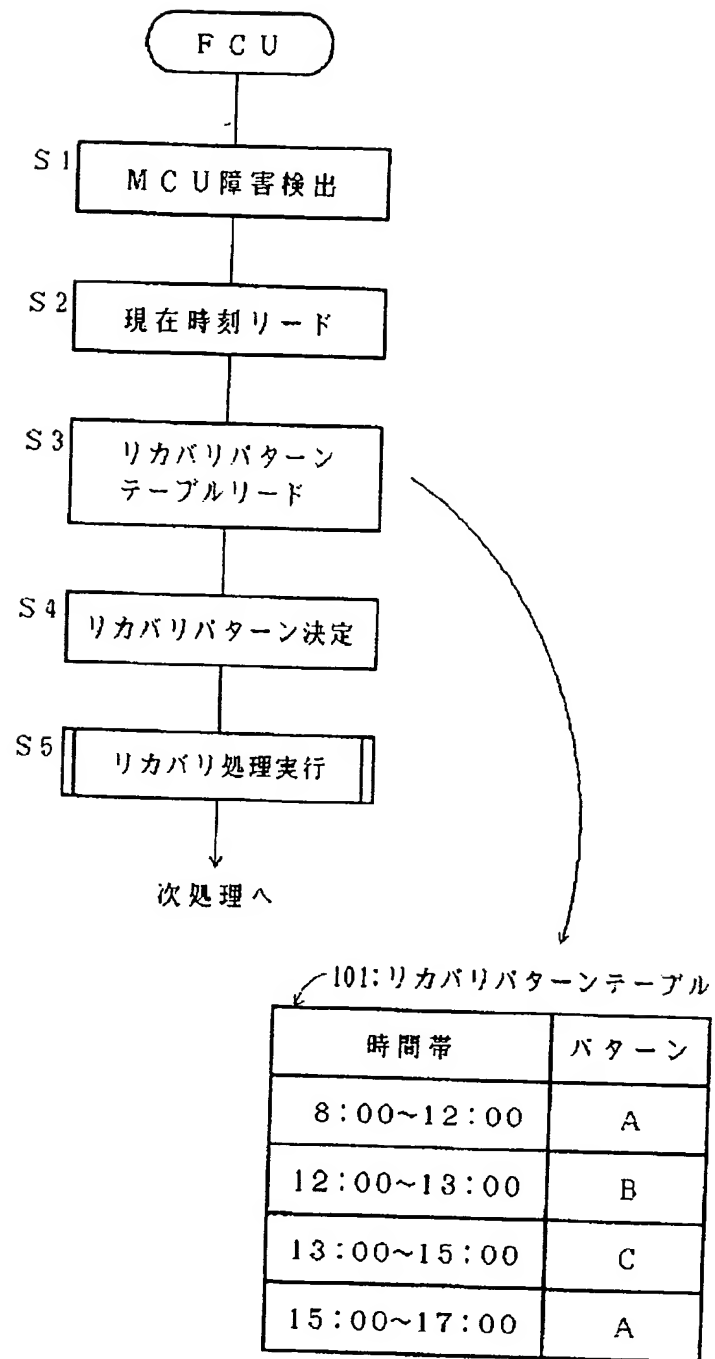 FCU
S1
MCU障害検出
S2
現在時刻リード
S3
リカバリパターン
テーブルリード
S4
リカバリパターン決定
S5
リカバリ処理実行
次処理へ
101:リカバリパターンテーブル
時間帯 パターン
8:00~12:00 A
12:00~13:00 B
13:00~15:00 C
15:00~17:00 A